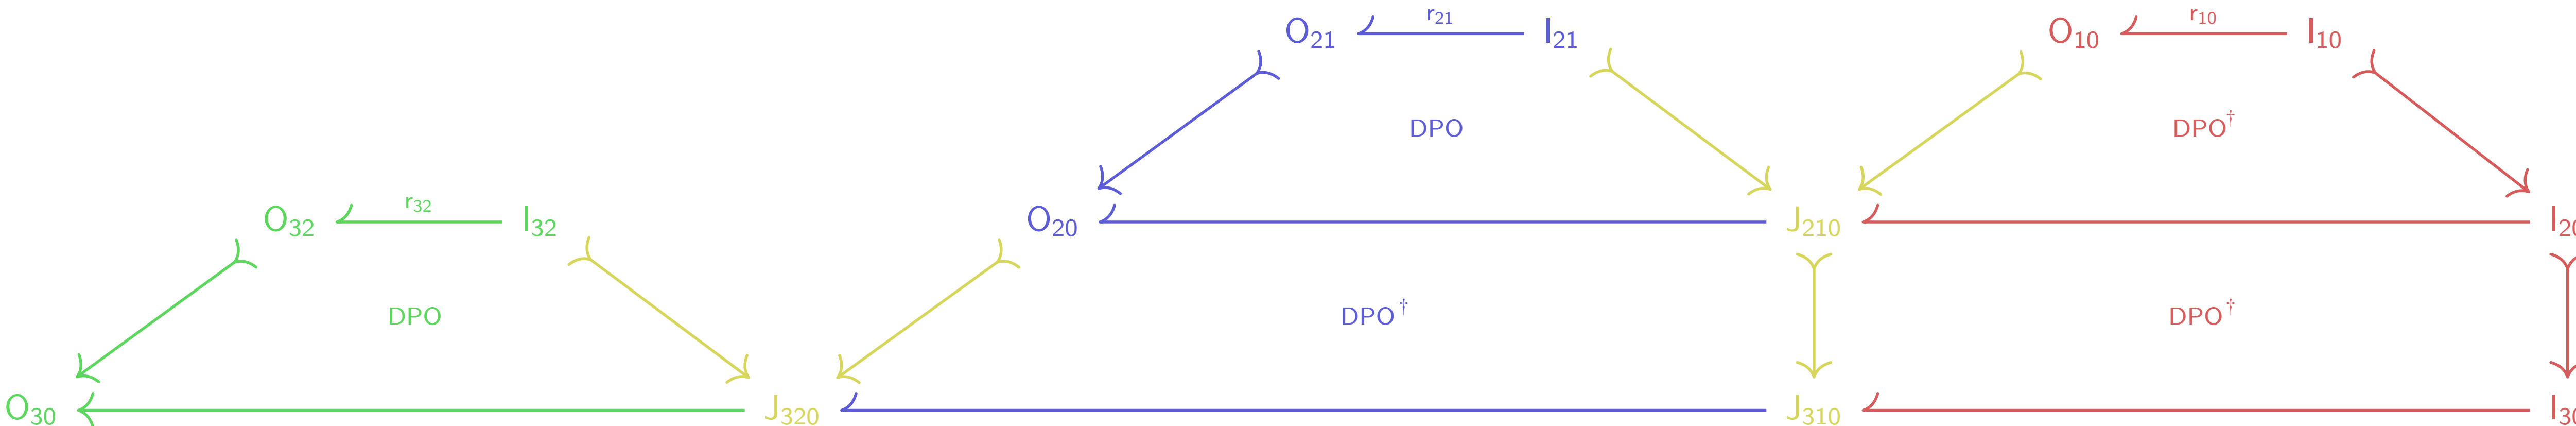 O₂₁ r₂₁ I₂₁ O₁₀ r₁₀ I₁₀
DPO DPO†
O₃₂ r₃₂ I₃₂ O₂₀ J₂₁₀
DPO DPO† DPO†
O₃₀ J₃₂₀ J₃₁₀